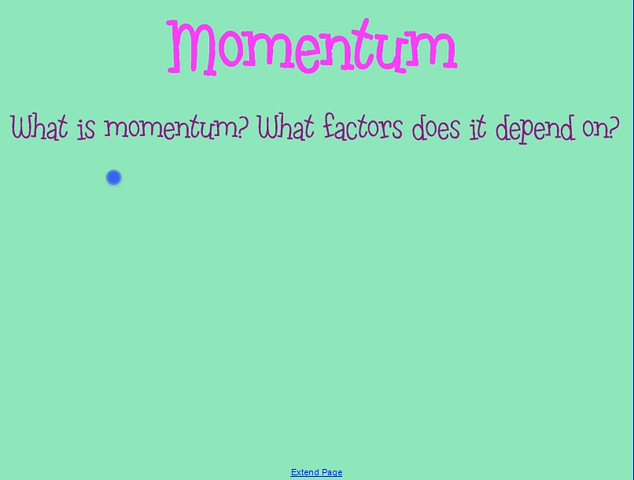 Momentum
What is momentum? What factors does it depend on?
Extend Page